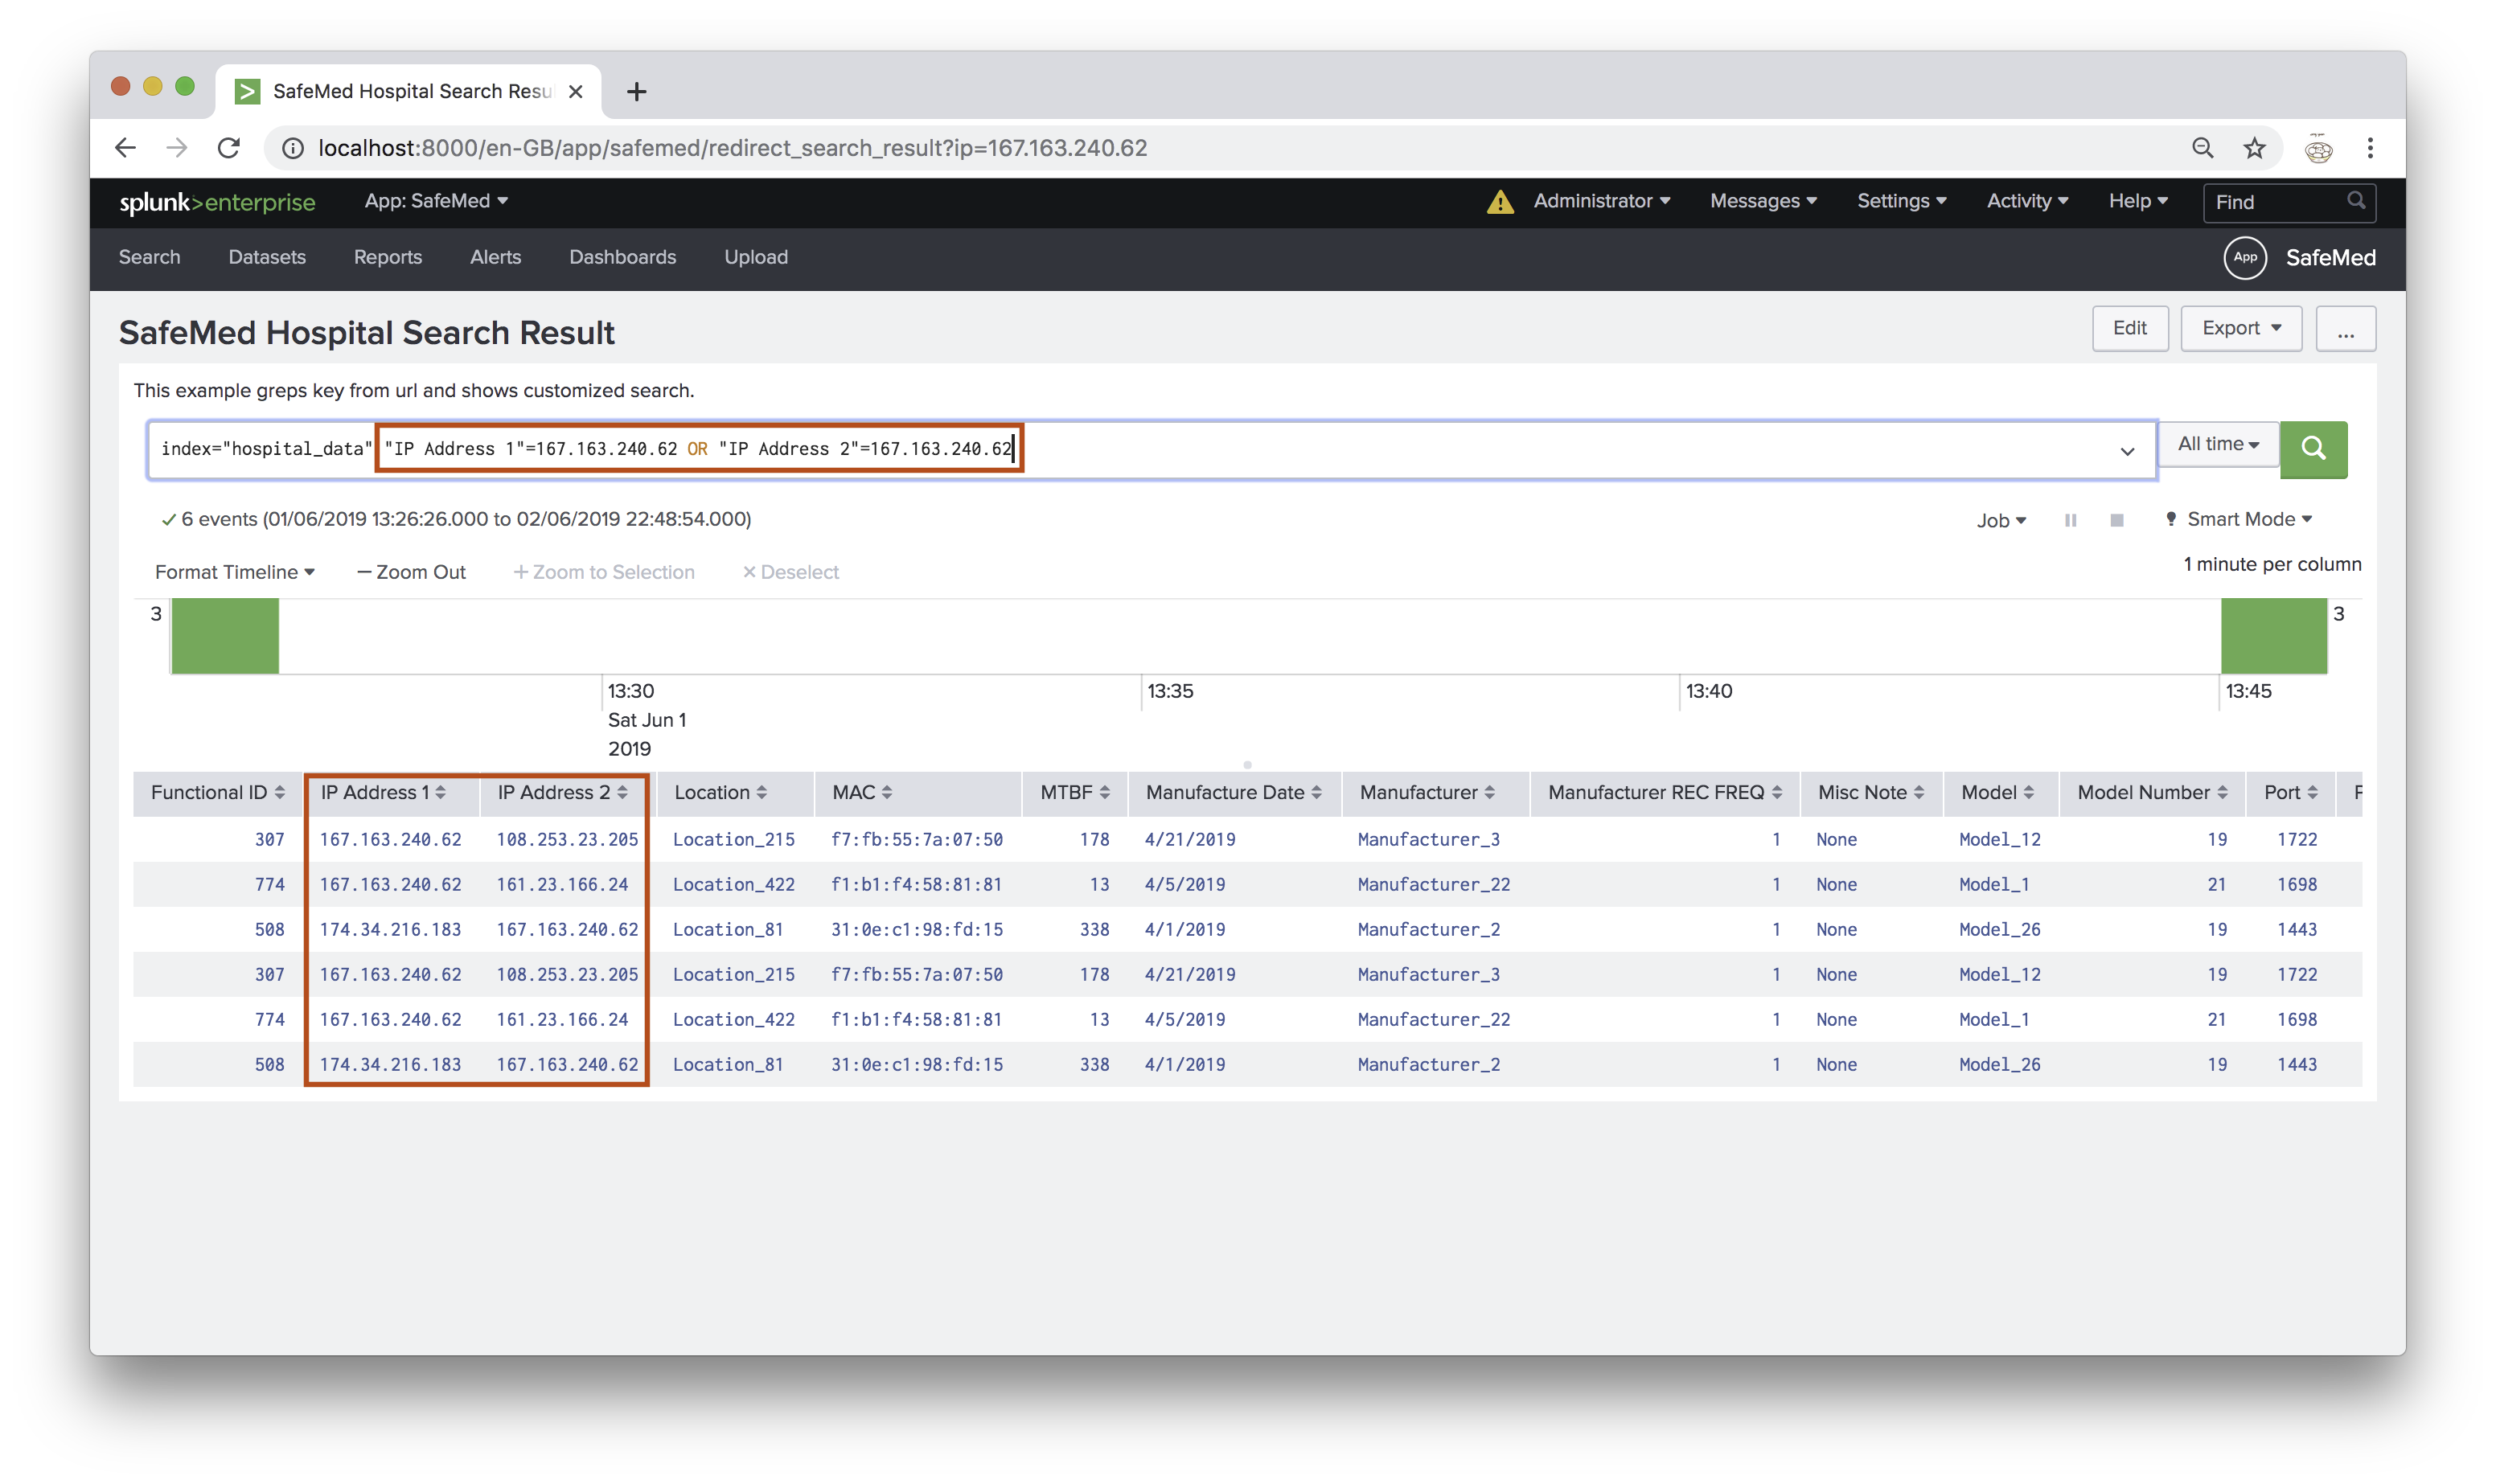 SafeMed Hospital Search Resu
localhost:8000/en-GB/app/safemed/redirect_search_result?ip=167.163.240.62
splunk>enterprise App: SafeMed Administrator Messages Settings Activity Help Find
Search Datasets Reports Alerts Dashboards Upload App SafeMed
SafeMed Hospital Search Result Edit Export ...
This example greps key from url and shows customized search.
index="hospital_data" "IP Address 1"=167.163.240.62 OR "IP Address 2"=167.163.240.62 All time
6 events (01/06/2019 13:26:26.000 to 02/06/2019 22:48:54.000) Job Smart Mode
Format Timeline — Zoom Out + Zoom to Selection × Deselect 1 minute per column
3 3
13:30 13:35 13:40 13:45
Sat Jun 1
2019
Functional ID IP Address 1 IP Address 2 Location MAC MTBF Manufacture Date Manufacturer Manufacturer REC FREQ Misc Note Model Model Number Port
307 167.163.240.62 108.253.23.205 Location_215 f7:fb:55:7a:07:50 178 4/21/2019 Manufacturer_3 1 None Model_12 19 1722
774 167.163.240.62 161.23.166.24 Location_422 f1:b1:f4:58:81:81 13 4/5/2019 Manufacturer_22 1 None Model_1 21 1698
508 174.34.216.183 167.163.240.62 Location_81 31:0e:c1:98:fd:15 338 4/1/2019 Manufacturer_2 1 None Model_26 19 1443
307 167.163.240.62 108.253.23.205 Location_215 f7:fb:55:7a:07:50 178 4/21/2019 Manufacturer_3 1 None Model_12 19 1722
774 167.163.240.62 161.23.166.24 Location_422 f1:b1:f4:58:81:81 13 4/5/2019 Manufacturer_22 1 None Model_1 21 1698
508 174.34.216.183 167.163.240.62 Location_81 31:0e:c1:98:fd:15 338 4/1/2019 Manufacturer_2 1 None Model_26 19 1443